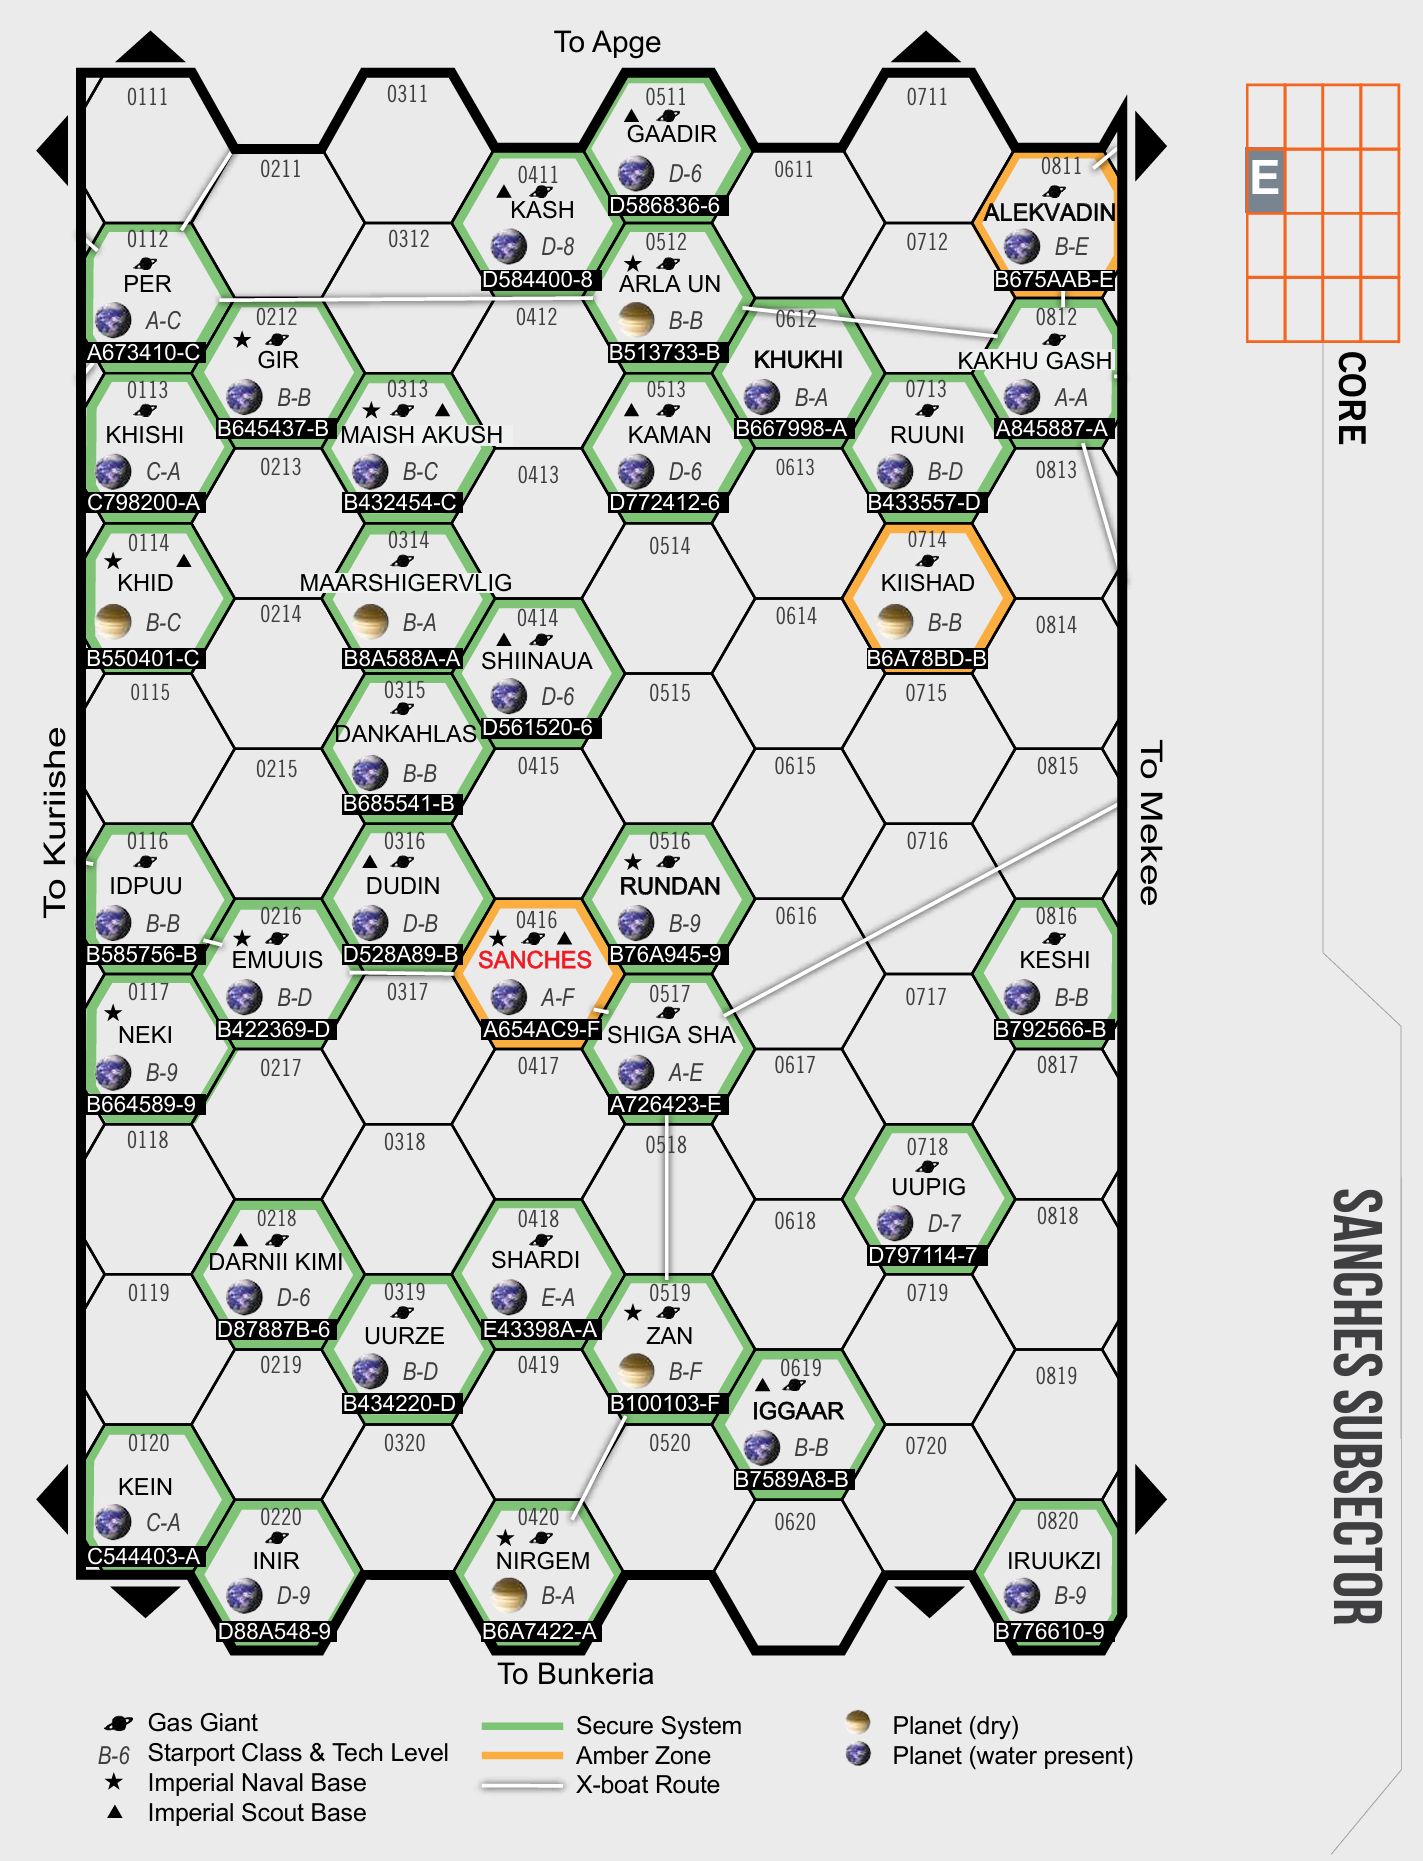 To Apge
0111
0311
0511
GAADIR
D-6
D586836-6
0711
0211
0411
KASH
D-8
D584400-8
0611
0811
ALEKVADIN
B-E
B675AAB-E
0112
PER
A-C
A673410-C
0312
0512
ARLA UN
B-B
B513733-B
0712
0212
GIR
B-B
B645437-B
0412
0612
KHUKHI
B-A
B667998-A
0812
KAKHU GASH
A-A
A845887-A
0113
KHISHI
C-A
C798200-A
0313
MAISH AKUSH
B-C
B432454-C
0513
KAMAN
D-6
D772412-6
0713
RUUNI
B-D
B433557-D
0213
0413
0613
0813
0114
KHID
B-C
B550401-C
0314
MAARSHIGERVLIG
B-A
B8A588A-A
0514
0714
KIISHAD
B-B
B6A78BD-B
0214
0414
SHIINAUA
D-6
D561520-6
0614
0814
0115
0315
DANKAHLAS
B-B
B685541-B
0515
0715
0215
0415
0615
0815
0116
IDPUU
B-B
B585756-B
0316
DUDIN
D-B
D528A89-B
0516
RUNDAN
B-9
B76A945-9
0716
0216
EMUUIS
B-D
B422369-D
0416
SANCHES
A-F
A654AC9-F
0616
0816
KESHI
B-B
B792566-B
0117
NEKI
B-9
B664589-9
0317
0517
SHIGA SHA
A-E
A726423-E
0717
0217
0417
0617
0817
0118
0318
0518
0718
UUPIG
D-7
D797114-7
0218
DARNII KIMI
D-6
D87887B-6
0418
SHARDI
E-A
E43398A-A
0618
0818
0119
0319
UURZE
B-D
B434220-D
0519
ZAN
B-F
B100103-F
0719
0219
0419
0619
IGGAAR
B-B
B7589A8-B
0819
0120
KEIN
C-A
C544403-A
0320
0520
0720
0220
INIR
D-9
D88A548-9
0420
NIRGEM
B-A
B6A7422-A
0620
0820
IRUUKZI
B-9
B776610-9
To Kuriishe
To Mekee
To Bunkeria
E
CORE
SANCHES SUBSECTOR
Gas Giant
B-6 Starport Class & Tech Level
Imperial Naval Base
Imperial Scout Base
Secure System
Amber Zone
X-boat Route
Planet (dry)
Planet (water present)